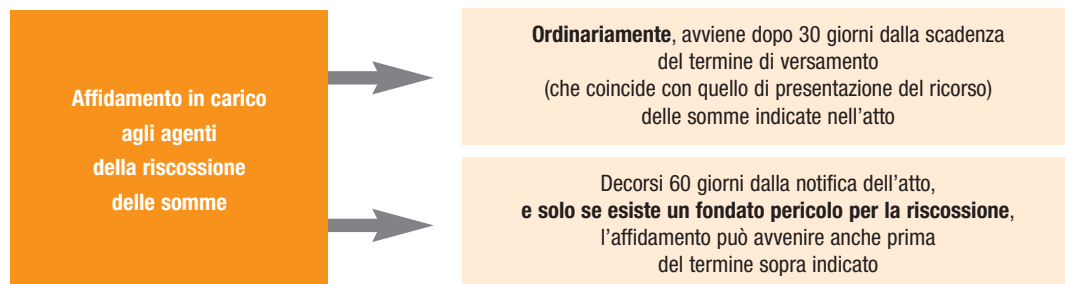 Affidamento in carico
agli agenti
della riscossione
delle somme
Ordinariamente, avviene dopo 30 giorni dalla scadenza
del termine di versamento
(che coincide con quello di presentazione del ricorso)
delle somme indicate nell’atto
Decorsi 60 giorni dalla notifica dell’atto,
e solo se esiste un fondato pericolo per la riscossione,
l’affidamento può avvenire anche prima
del termine sopra indicato